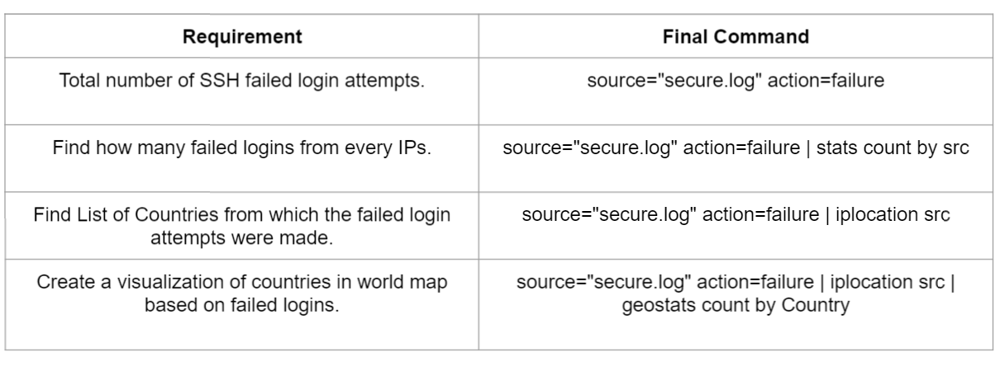 Requirement
Final Command
Total number of SSH failed login attempts.
source="secure.log" action=failure
Find how many failed logins from every IPs.
source="secure.log" action=failure | stats count by src
Find List of Countries from which the failed login
attempts were made.
source="secure.log" action=failure | iplocation src
Create a visualization of countries in world map
based on failed logins.
source="secure.log" action=failure | iplocation src |
geostats count by Country